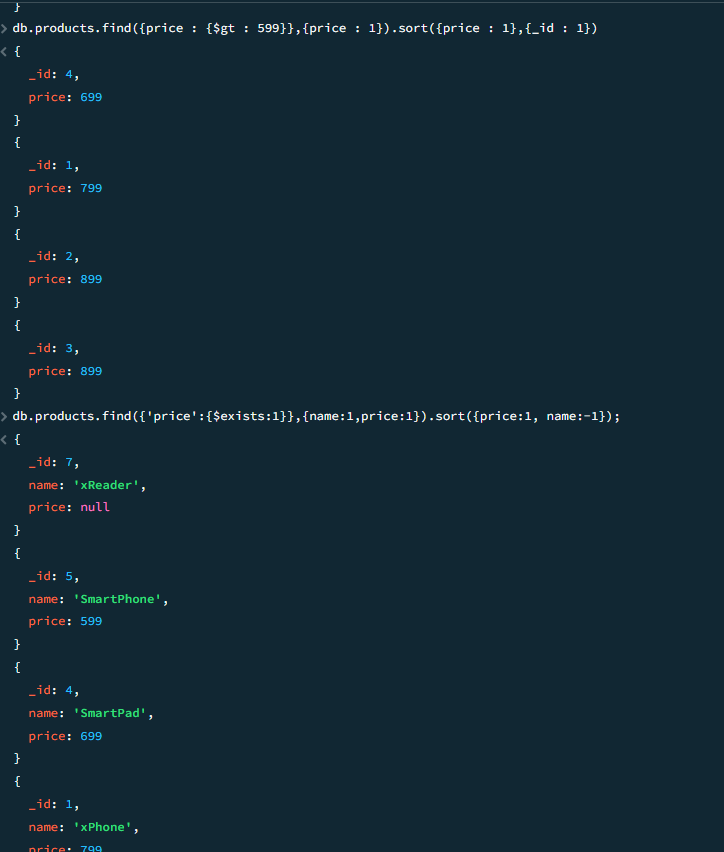 }
> db.products.find({price : {$gt : 599}},{price : 1}).sort({price : 1},{_id : 1})
< {
_id: 4,
price: 699
}
{
_id: 1,
price: 799
}
{
_id: 2,
price: 899
}
{
_id: 3,
price: 899
}
> db.products.find({'price':{$exists:1}},{name:1,price:1}).sort({price:1, name:-1});
< {
_id: 7,
name: 'xReader',
price: null
}
{
_id: 5,
name: 'SmartPhone',
price: 599
}
{
_id: 4,
name: 'SmartPad',
price: 699
}
{
_id: 1,
name: 'xPhone',
price: 799